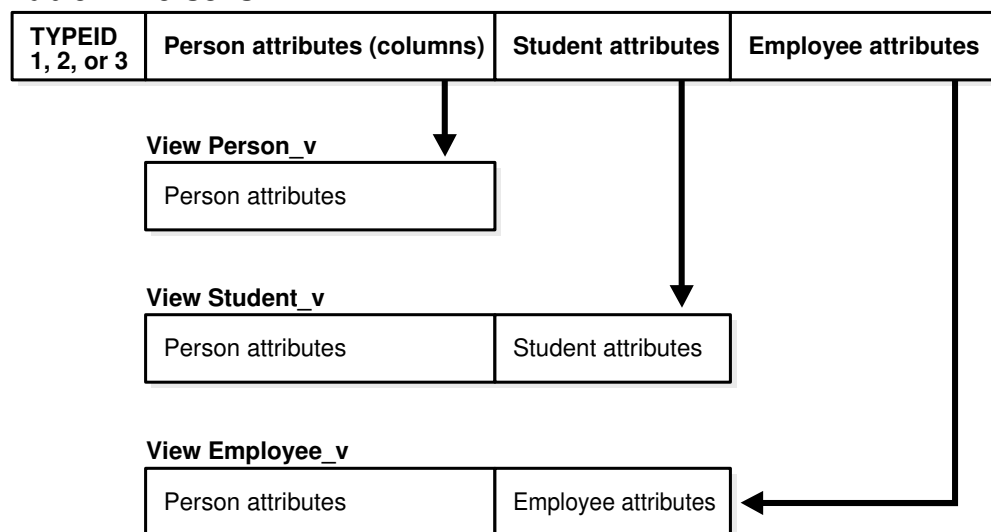 TYPEID
1, 2, or 3
Person attributes (columns)
Student attributes
Employee attributes
View Person_v
Person attributes
View Student_v
Person attributes
Student attributes
View Employee_v
Person attributes
Employee attributes